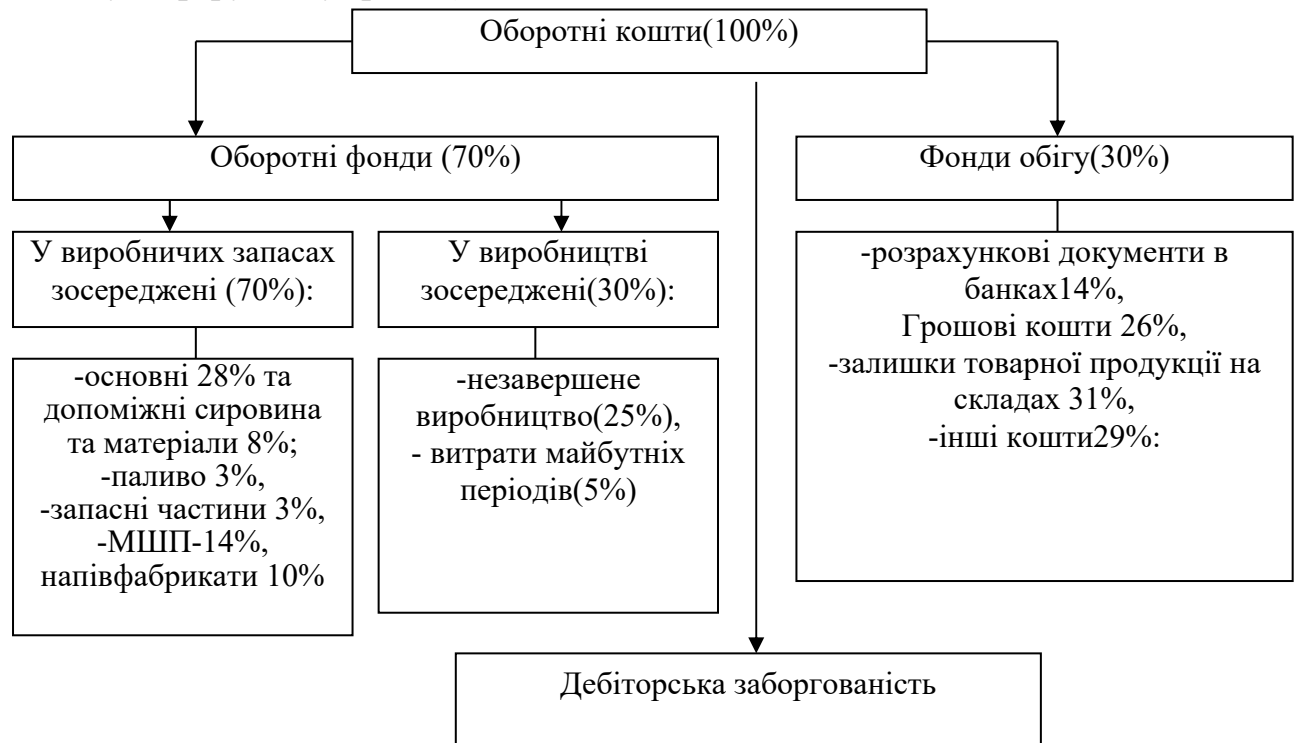 Оборотні кошти(100%)
Оборотні фонди (70%)
Фонди обігу(30%)
У виробничих запасах
зосереджені (70%):
У виробництві
зосереджені(30%):
-розрахункові документи в
банках14%,
Грошові кошти 26%,
-залишки товарної продукції на
складах 31%,
-інші кошти29%:
-основні 28% та
допоміжні сировина
та матеріали 8%;
-паливо 3%,
-запасні частини 3%,
-МШП-14%,
напівфабрикати 10%
-незавершене
виробництво(25%),
- витрати майбутніх
періодів(5%)
Дебіторська заборгованість